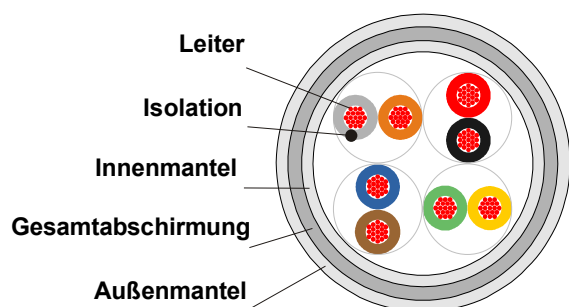 Leiter
Isolation
Innenmantel
Gesamtabschirmung
Außenmantel